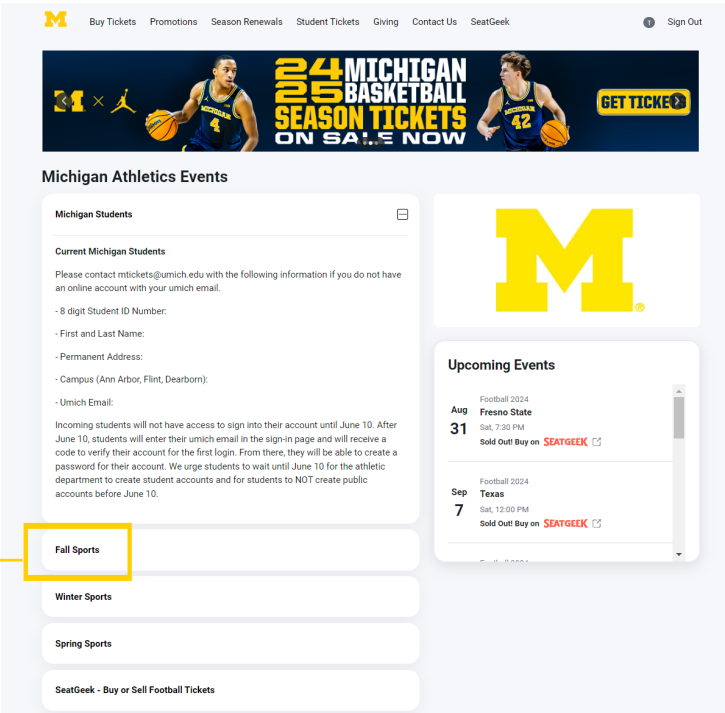 M Buy Tickets Promotions Season Renewals Student Tickets Giving Contact Us SeatGeek T Sign Out
24 MICHIGAN
25 BASKETBALL
SEASON TICKETS
ON SALE NOW
M ×
MICHIGAN
4
MICHIGAN
42
GET TICKE
Michigan Athletics Events
Michigan Students
Current Michigan Students
Please contact mtickets@umich.edu with the following information if you do not have
an online account with your umich email.
- 8 digit Student ID Number:
- First and Last Name:
- Permanent Address:
- Campus (Ann Arbor, Flint, Dearborn):
- Umich Email:
Incoming students will not have access to sign into their account until June 10. After
June 10, students will enter their umich email in the sign-in page and will receive a
code to verify their account for the first login. From there, they will be able to create a
password for their account. We urge students to wait until June 10 for the athletic
department to create student accounts and for students to NOT create public
accounts before June 10.
Fall Sports
Winter Sports
Spring Sports
SeatGeek - Buy or Sell Football Tickets
M®
Upcoming Events
Football 2024
Aug 31 Fresno State
Sat, 7:30 PM
Sold Out! Buy on SEATGEEK
Football 2024
Sep 7 Texas
Sat, 12:00 PM
Sold Out! Buy on SEATGEEK